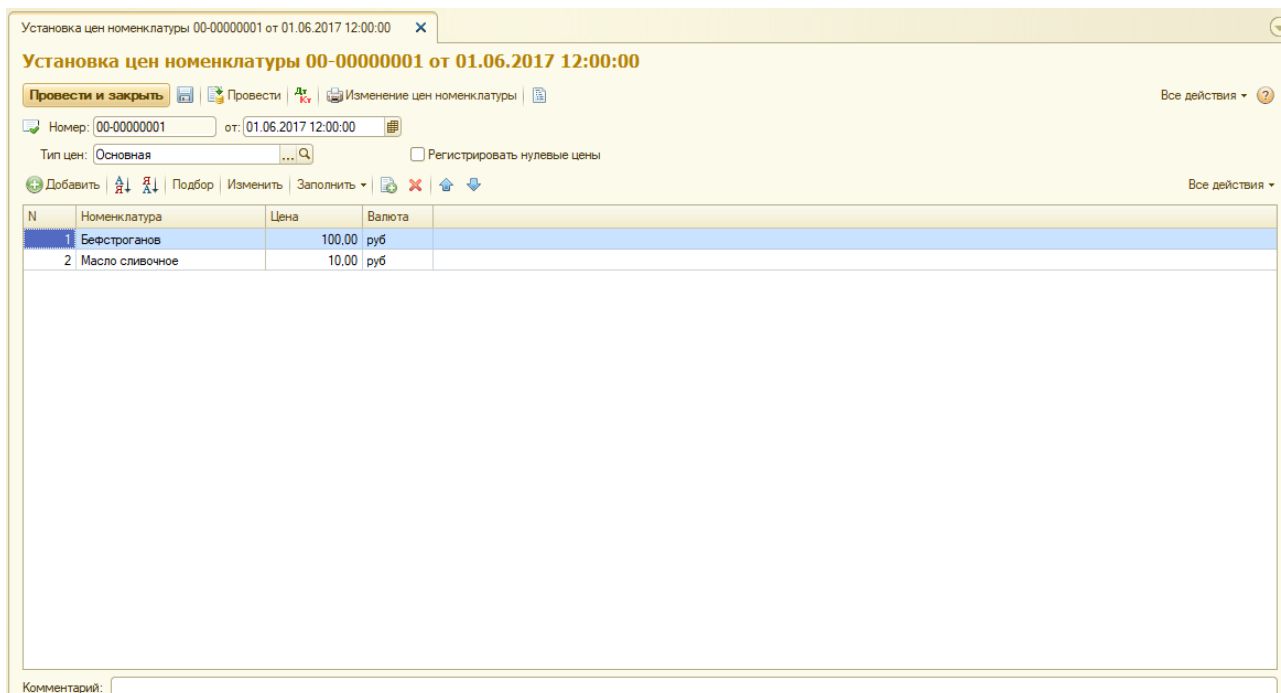 Установка цен номенклатуры 00-00000001 от 01.06.2017 12:00:00
Установка цен номенклатуры 00-00000001 от 01.06.2017 12:00:00
Провести и закрыть Провести Дт Кт Изменение цен номенклатуры Все действия
Номер: 00-00000001 от: 01.06.2017 12:00:00
Тип цен: Основная ... Регистрировать нулевые цены
Добавить Подбор Изменить Заполнить Все действия
N Номенклатура Цена Валюта
1 Бефстроганов 100,00 руб
2 Масло сливочное 10,00 руб
Комментарий: